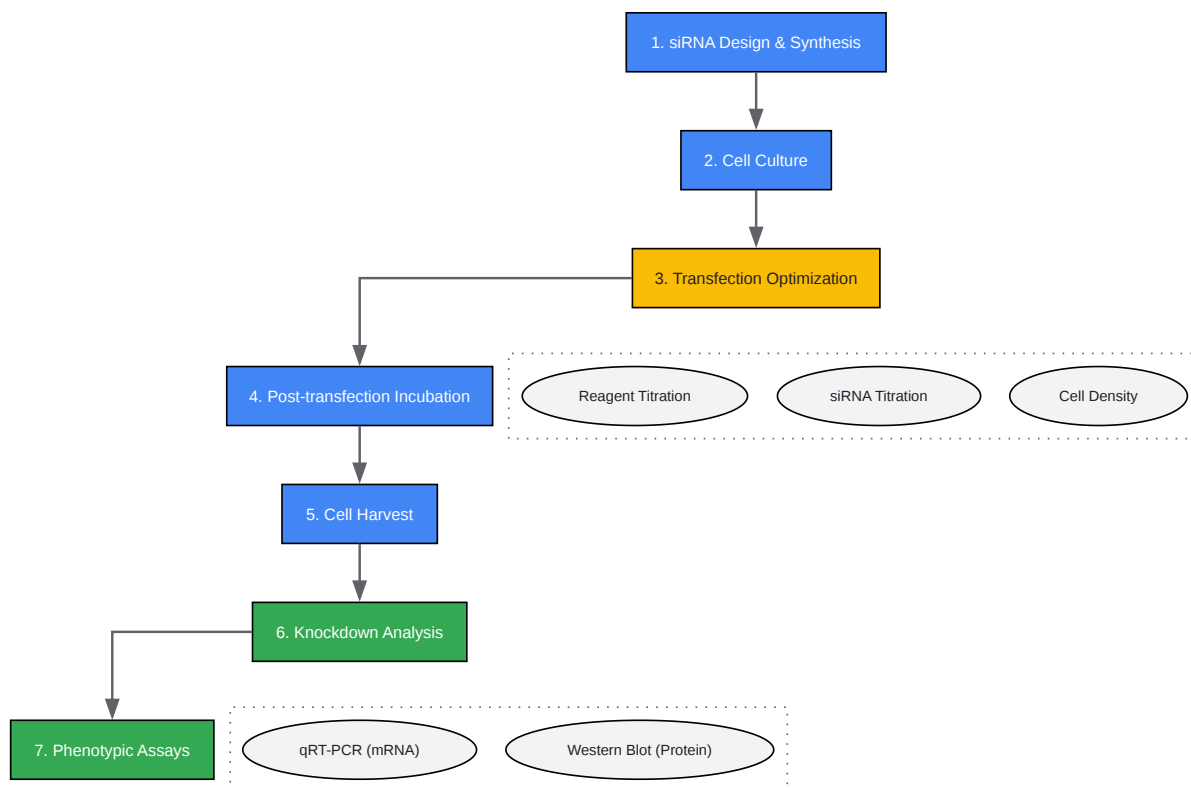 1. siRNA Design & Synthesis
2. Cell Culture
3. Transfection Optimization
4. Post-transfection Incubation
Reagent Titration
siRNA Titration
Cell Density
5. Cell Harvest
6. Knockdown Analysis
7. Phenotypic Assays
qRT-PCR (mRNA)
Western Blot (Protein)